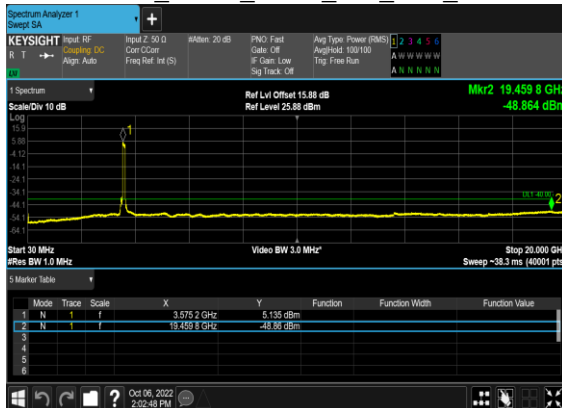 Spectrum Analyzer 1
Swept SA
+
KEYSIGHT Input: RF Input Z: 50 Ω #Atten: 20 dB PNO: Fast Avg Type: Power (RMS) 1 2 3 4 5 6
R T Coupling: DC Corr CCorr Gate: Off Avg|Hold: 100/100 A W W W W W
Align: Auto Freq Ref: Int (S) IF Gain: Low Trig: Free Run
LXI Sig Track: Off A N N N N N
1 Spectrum Ref Lvl Offset 15.88 dB Mkr2 19.459 8 GHz
Scale/Div 10 dB Ref Level 25.88 dBm -48.864 dBm
Log
15.9
1
5.88
-4.12
-14.1
-24.1
-34.1
2
-44.1
-54.1
-64.1
Start 30 MHz Video BW 3.0 MHz* Stop 20.000 GHz
#Res BW 1.0 MHz Sweep ~38.3 ms (40001 pts)
5 Marker Table
Mode Trace Scale X Y Function Function Width Function Value
1 N 1 f 3.575 2 GHz 5.135 dBm
2 N 1 f 19.459 8 GHz -48.86 dBm
3
4
5
6
? Oct 06, 2022
2:02:48 PM